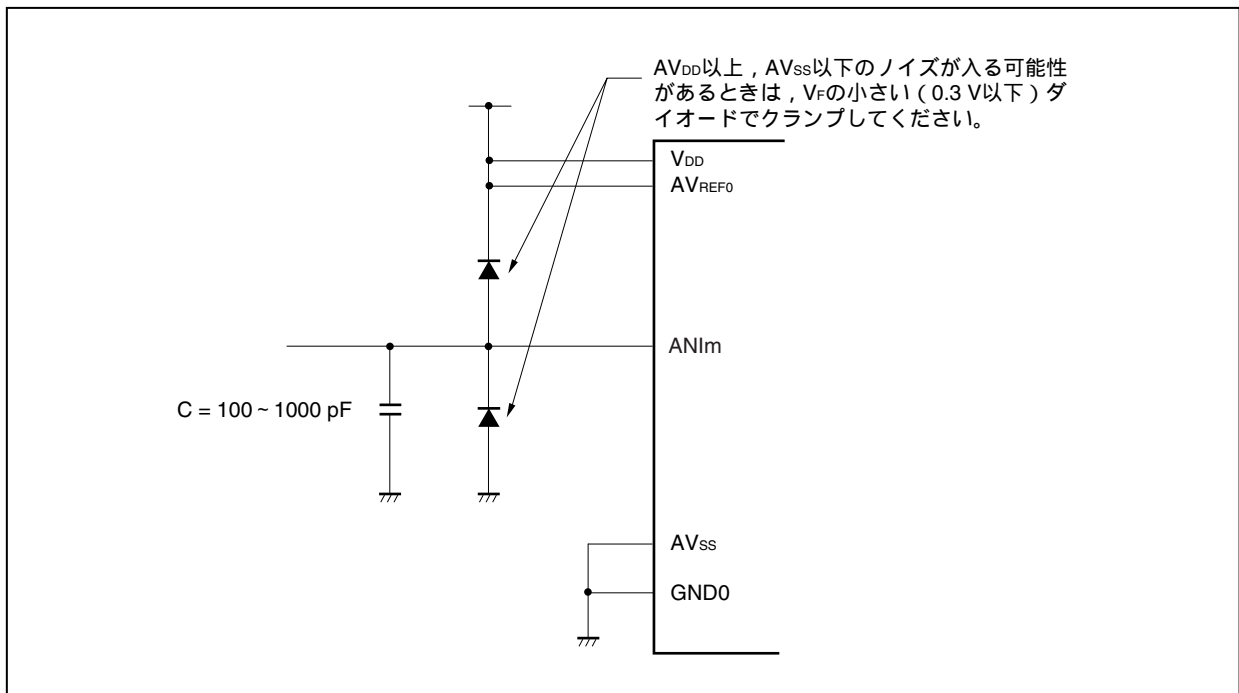 AVDD以上，AVSS以下のノイズが入る可能性
があるときは，VFの小さい（0.3 V以下）ダ
イオードでクランプしてください。
VDD
AVREF0
ANIm
C = 100 ~ 1000 pF
AVSS
GND0